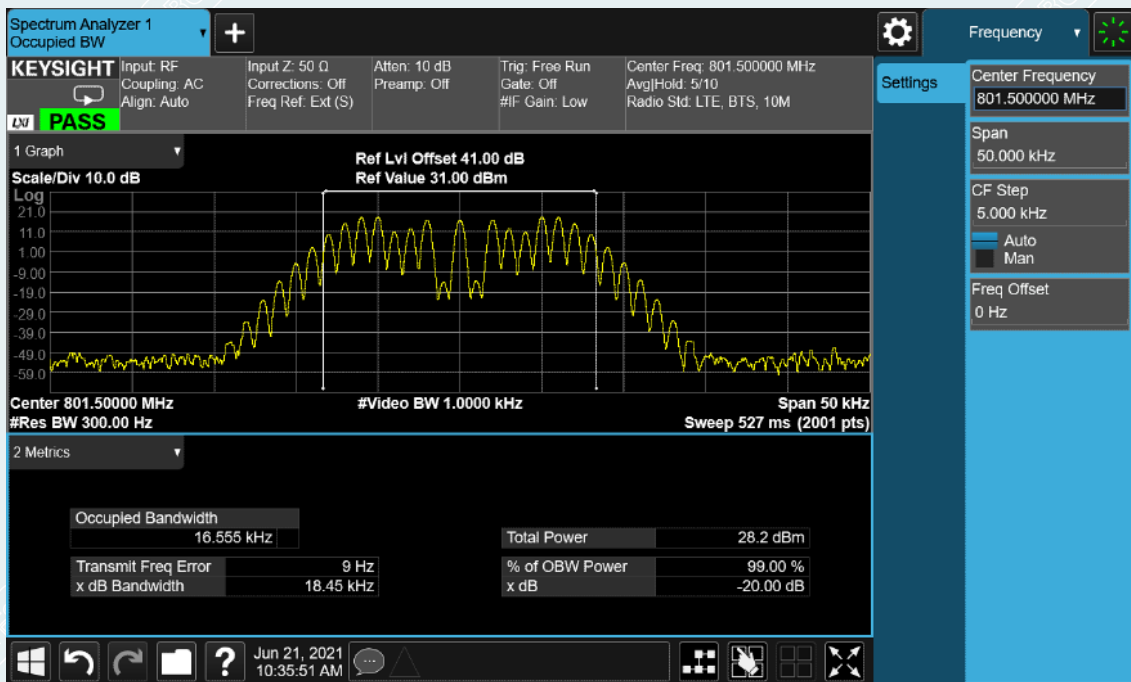 Spectrum Analyzer 1
Occupied BW
Frequency
KEYSIGHT
Input: RF
Coupling: AC
Align: Auto
Input Z: 50 Ω
Corrections: Off
Freq Ref: Ext (S)
Atten: 10 dB
Preamp: Off
Trig: Free Run
Gate: Off
#IF Gain: Low
Center Freq: 801.500000 MHz
Avg|Hold: 5/10
Radio Std: LTE, BTS, 10M
LXI
PASS
Settings
Center Frequency
801.500000 MHz
Span
50.000 kHz
CF Step
5.000 kHz
Auto
Man
Freq Offset
0 Hz
1 Graph
Scale/Div 10.0 dB
Ref Lvl Offset 41.00 dB
Ref Value 31.00 dBm
Log
21.0
11.0
1.00
-9.00
-19.0
-29.0
-39.0
-49.0
-59.0
Center 801.50000 MHz
#Video BW 1.0000 kHz
Span 50 kHz
#Res BW 300.00 Hz
Sweep 527 ms (2001 pts)
2 Metrics
Occupied Bandwidth
16.555 kHz
Total Power 28.2 dBm
Transmit Freq Error 9 Hz
% of OBW Power 99.00 %
x dB Bandwidth 18.45 kHz
x dB -20.00 dB
Jun 21, 2021
10:35:51 AM